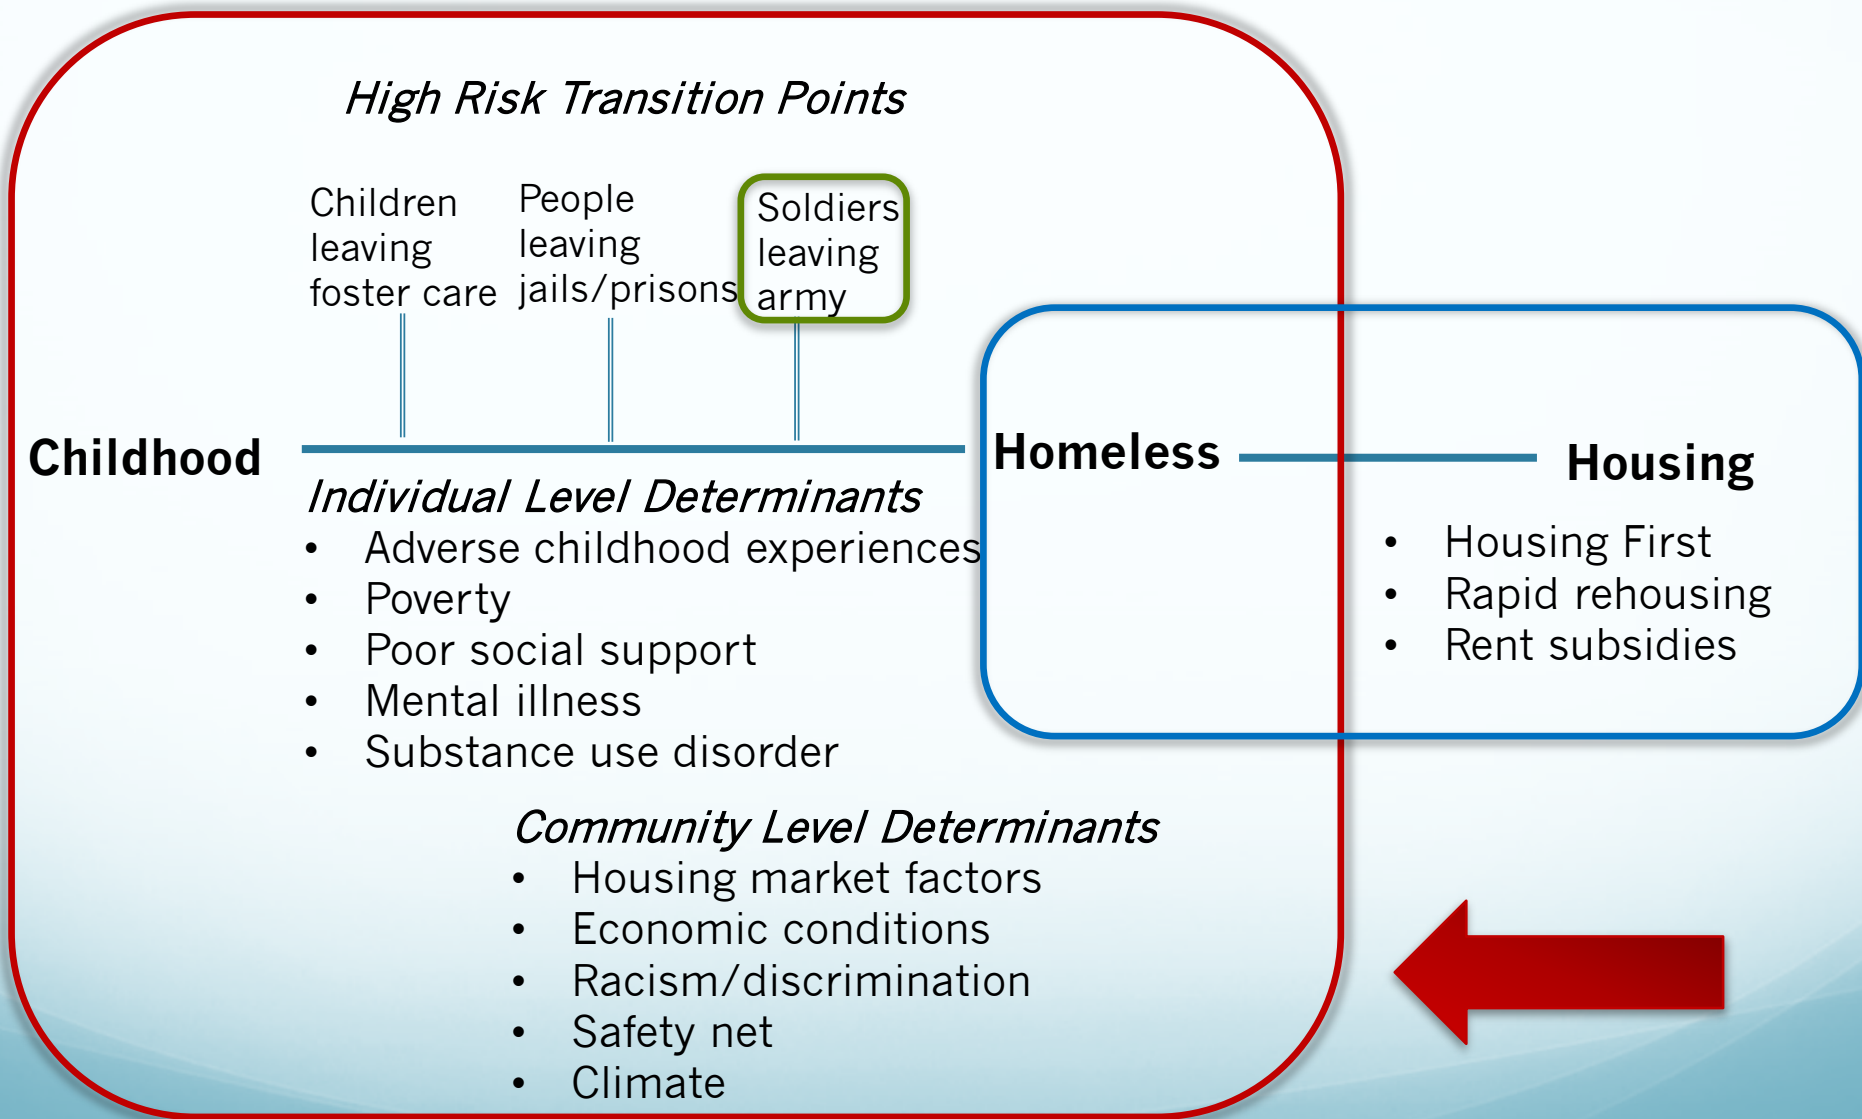 High Risk Transition Points
Children
leaving
foster care
People
leaving
jails/prisons
Soldiers
leaving
army
Childhood
Homeless
Housing
Individual Level Determinants
• Adverse childhood experiences
• Poverty
• Poor social support
• Mental illness
• Substance use disorder
• Housing First
• Rapid rehousing
• Rent subsidies
Community Level Determinants
• Housing market factors
• Economic conditions
• Racism/discrimination
• Safety net
• Climate